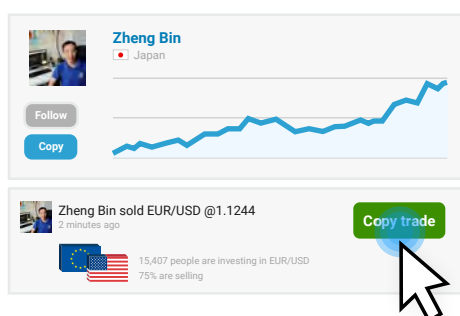 Zheng Bin
Japan
Follow
Copy
Zheng Bin sold EUR/USD @1.1244
2 minutes ago
Copy trade
15,407 people are investing in EUR/USD
75% are selling